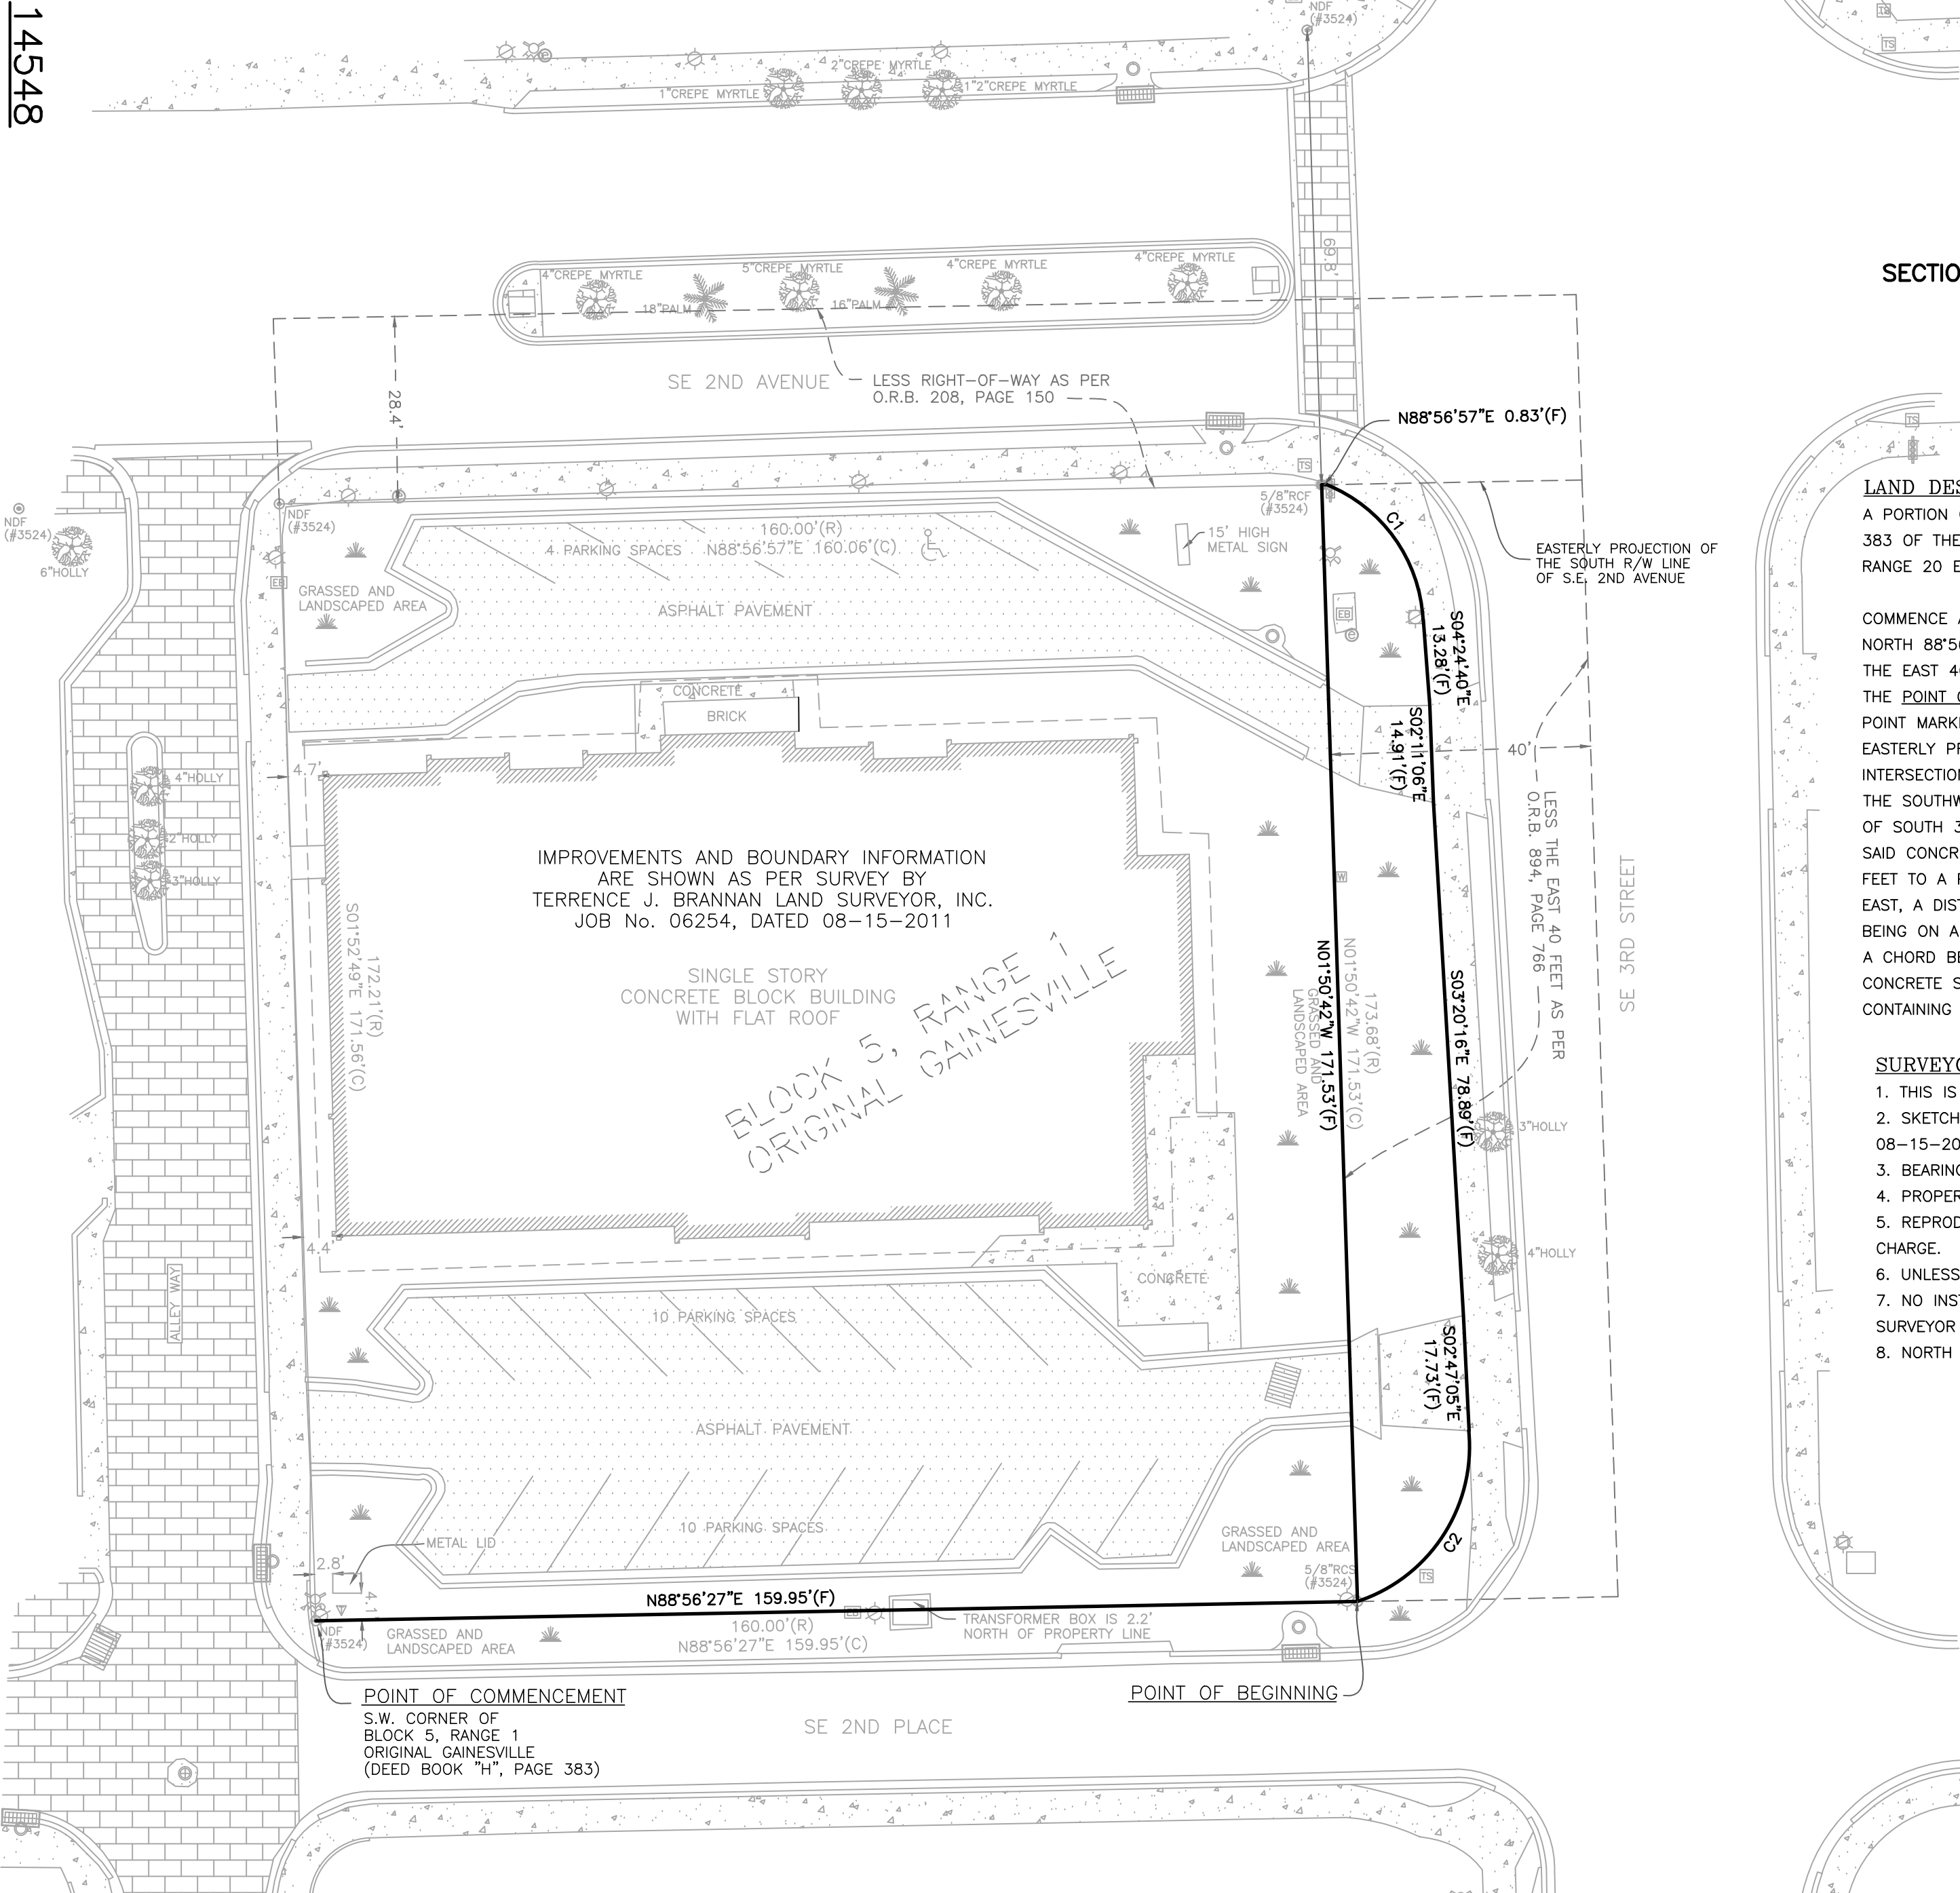 14548
NDF
(#3524)
TS
TS
2"CREPE MYRTLE
1"CREPE MYRTLE
1"2"CREPE MYRTLE
69.8'
SECTIO
4"CREPE MYRTLE
5"CREPE MYRTLE
4"CREPE MYRTLE
4"CREPE MYRTLE
18"PALM
16"PALM
SE 2ND AVENUE
LESS RIGHT-OF-WAY AS PER
O.R.B. 208, PAGE 150
28.4'
N88°56'57"E 0.83'(F)
TS
TS
5/8"RCF
(#3524)
NDF
(#3524)
NDF
(#3524)
6"HOLLY
EB
GRASSED AND
LANDSCAPED AREA
160.00'(R)
4 PARKING SPACES
N88°56'57"E 160.06'(C)
15' HIGH
METAL SIGN
C1
EASTERLY PROJECTION OF
THE SOUTH R/W LINE
OF S.E. 2ND AVENUE
ASPHALT PAVEMENT
EB
S04°24'40"E
13.28'(F)
CONCRETE
BRICK
S02°11'06"E
14.91'(F)
40'
4.7'
4"HOLLY
2"HOLLY
3"HOLLY
LESS THE EAST 40 FEET AS PER
O.R.B. 894, PAGE 766
SE 3RD STREET
IMPROVEMENTS AND BOUNDARY INFORMATION
ARE SHOWN AS PER SURVEY BY
TERRENCE J. BRANNAN LAND SURVEYOR, INC.
JOB No. 06254, DATED 08-15-2011
W
172.21'(R)
S01°52'49"E 171.56'(C)
SINGLE STORY
CONCRETE BLOCK BUILDING
WITH FLAT ROOF
BLOCK 5, RANGE 1
ORIGINAL GAINESVILLE
173.68'(R)
N01°50'42"W 171.53'(C)
GRASSED AND
LANDSCAPED AREA
N01°50'42"W 171.53'(F)
S03°20'16"E 78.89'(F)
3"HOLLY
4"HOLLY
4.4'
CONCRETE
ALLEY WAY
10 PARKING SPACES
S02°47'05"E
17.73'(F)
ASPHALT PAVEMENT
10 PARKING SPACES
METAL LID
2.8'
4.1'
GRASSED AND
LANDSCAPED AREA
5/8"RCS
(#3524)
C2
TS
N88°56'27"E 159.95'(F)
EB
160.00'(R)
N88°56'27"E 159.95'(C)
TRANSFORMER BOX IS 2.2'
NORTH OF PROPERTY LINE
NDF
(#3524)
GRASSED AND
LANDSCAPED AREA
POINT OF COMMENCEMENT
S.W. CORNER OF
BLOCK 5, RANGE 1
ORIGINAL GAINESVILLE
(DEED BOOK "H", PAGE 383)
POINT OF BEGINNING
SE 2ND PLACE
LAND DES
A PORTION
383 OF THE
RANGE 20 E
COMMENCE A
NORTH 88°56
THE EAST 40
THE POINT O
POINT MARK
EASTERLY PR
INTERSECTION
THE SOUTHW
OF SOUTH 3
SAID CONCR
FEET TO A P
EAST, A DIST
BEING ON A
A CHORD BE
CONCRETE S
CONTAINING
SURVEYO
1. THIS IS
2. SKETCH
08-15-20
3. BEARING
4. PROPER
5. REPROD
CHARGE.
6. UNLESS
7. NO INST
SURVEYOR
8. NORTH